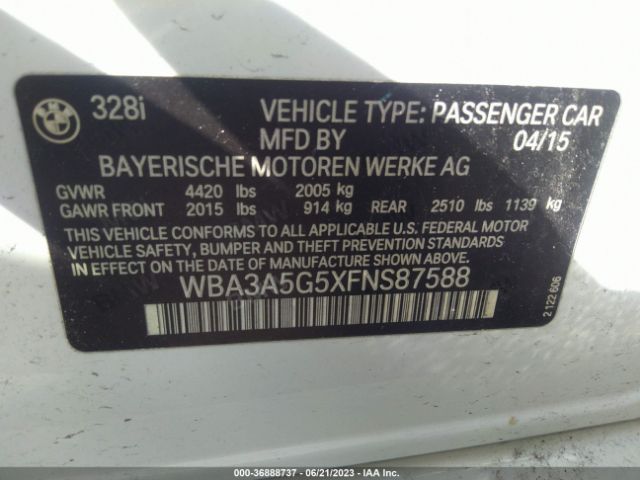 BMW 328i VEHICLE TYPE: PASSENGER CAR
MFD BY 04/15
BAYERISCHE MOTOREN WERKE AG
GVWR 4420 lbs 2005 kg
GAWR FRONT 2015 lbs 914 kg REAR 2510 lbs 1139 kg
THIS VEHICLE CONFORMS TO ALL APPLICABLE U.S. FEDERAL MOTOR
VEHICLE SAFETY, BUMPER AND THEFT PREVENTION STANDARDS
IN EFFECT ON THE DATE OF MANUFACTURE SHOWN ABOVE.
WBA3A5G5XFNS87588
2 122 606
000-36888737 - 06/21/2023 - IAA Inc.